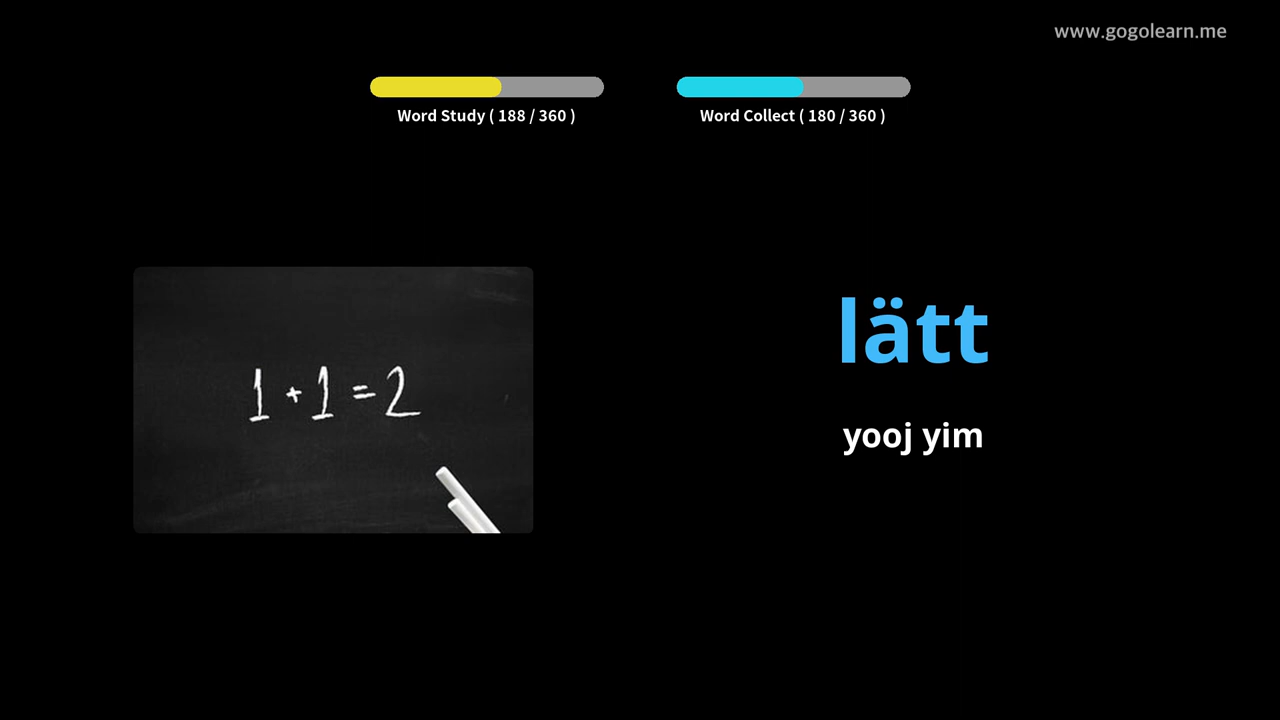 www.gogolearn.me
Word Study ( 188 / 360 )
Word Collect ( 180 / 360 )
1 + 1 = 2
lätt
yooj yim